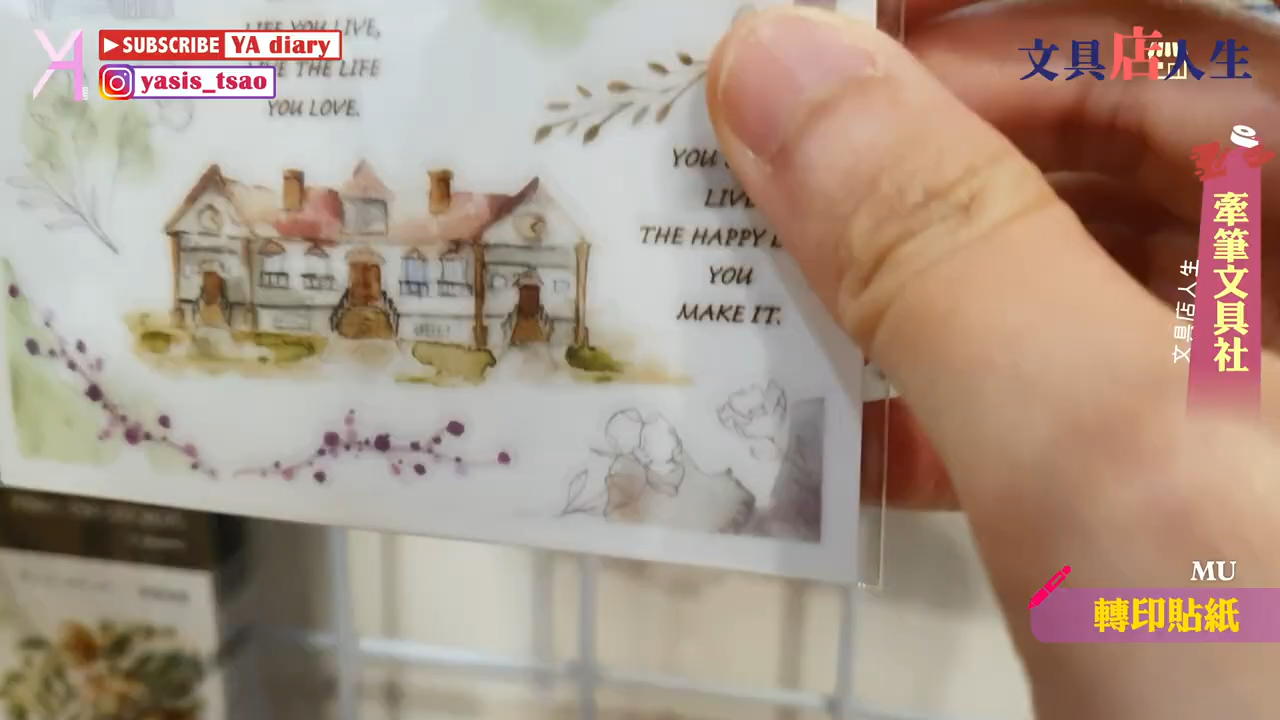 LIFE YOU LIVE,
LIVE THE LIFE
YOU LOVE.
SUBSCRIBE YA diary
yasis_tsao
文具店人生
YOU
LIVE
THE HAPPY
YOU
MAKE IT.
牽筆文具社
文具店人生
MU
轉印貼紙